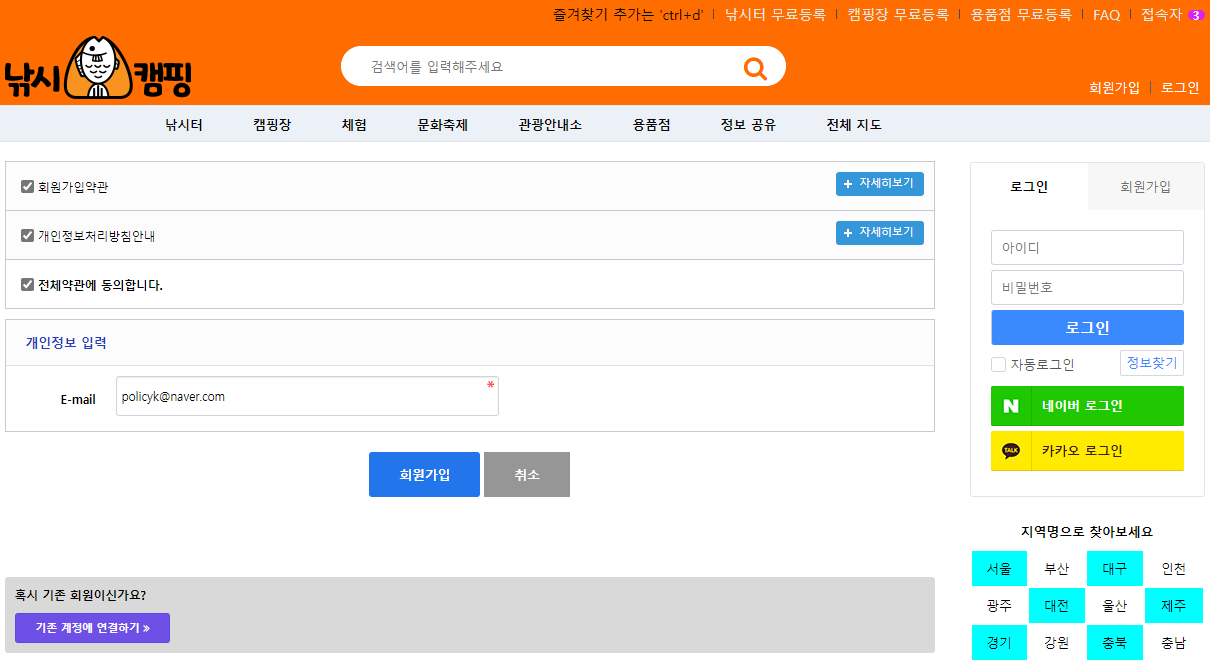 즐겨찾기 추가는 'ctrl+d' 낚시터 무료등록 캠핑장 무료등록 용품점 무료등록 FAQ 접속자 3
낚시 캠핑
검색어를 입력해주세요
회원가입 로그인
낚시터 캠핑장 체험 문화축제 관광안내소 용품점 정보 공유 전체 지도
회원가입약관 + 자세히보기
개인정보처리방침안내 + 자세히보기
전체약관에 동의합니다.
개인정보 입력
E-mail policyk@naver.com *
회원가입 취소
혹시 기존 회원이신가요?
기존 계정에 연결하기 »
로그인 회원가입
아이디
비밀번호
로그인
자동로그인 정보찾기
N 네이버 로그인
TALK 카카오 로그인
지역명으로 찾아보세요
서울 부산 대구 인천
광주 대전 울산 제주
경기 강원 충북 충남